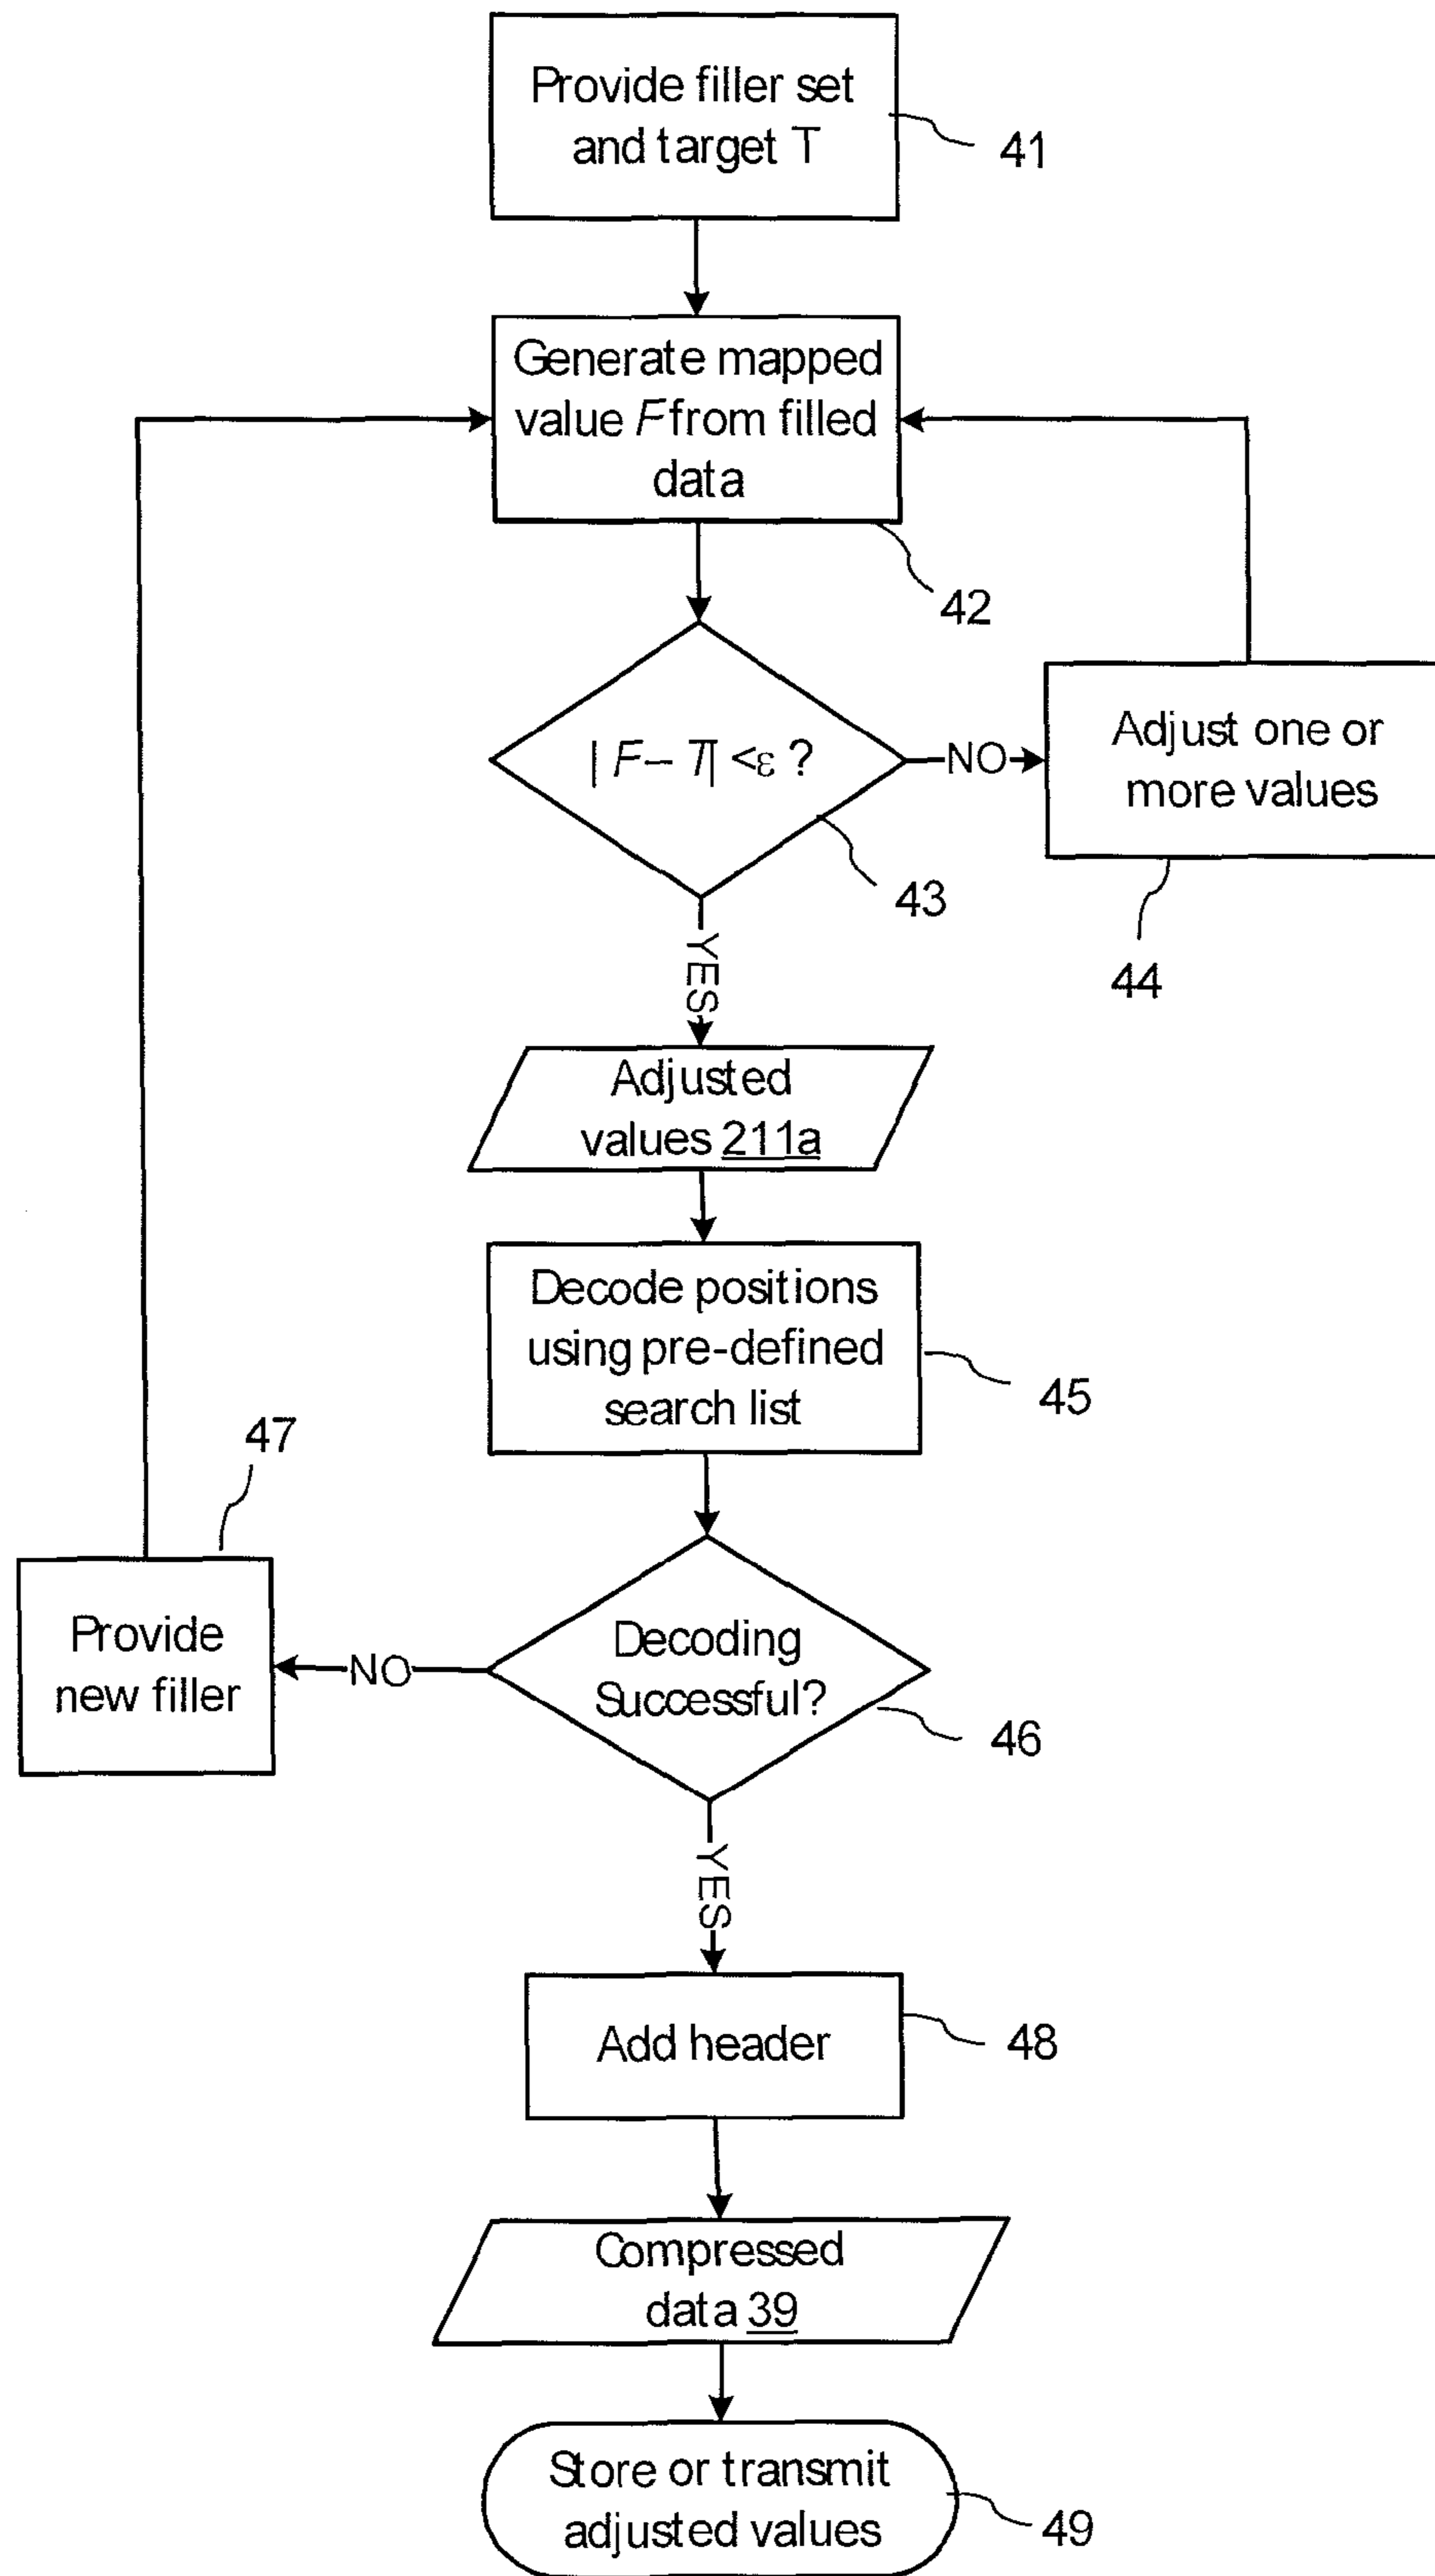 Provide filler set
and target T
41
Generate mapped
value F from filled
data
42
| F – T| <ε ?
NO
Adjust one or
more values
43
44
YES
Adjusted
values 211a
Decode positions
using pre-defined
search list
45
47
Provide
new filler
NO
Decoding
Successful?
46
YES
Add header
48
Compressed
data 39
Store or transmit
adjusted values
49